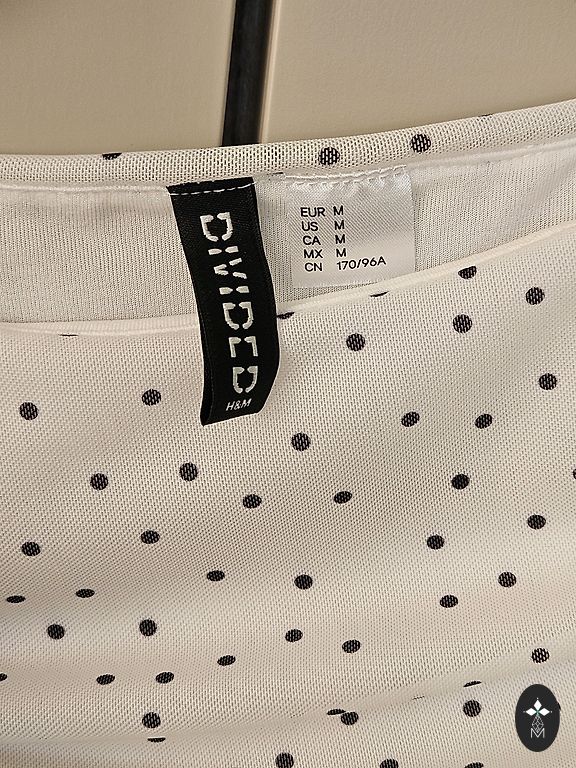 DIVIDED
H&M
EUR M
US M
CA M
MX M
CN 170/96A
M